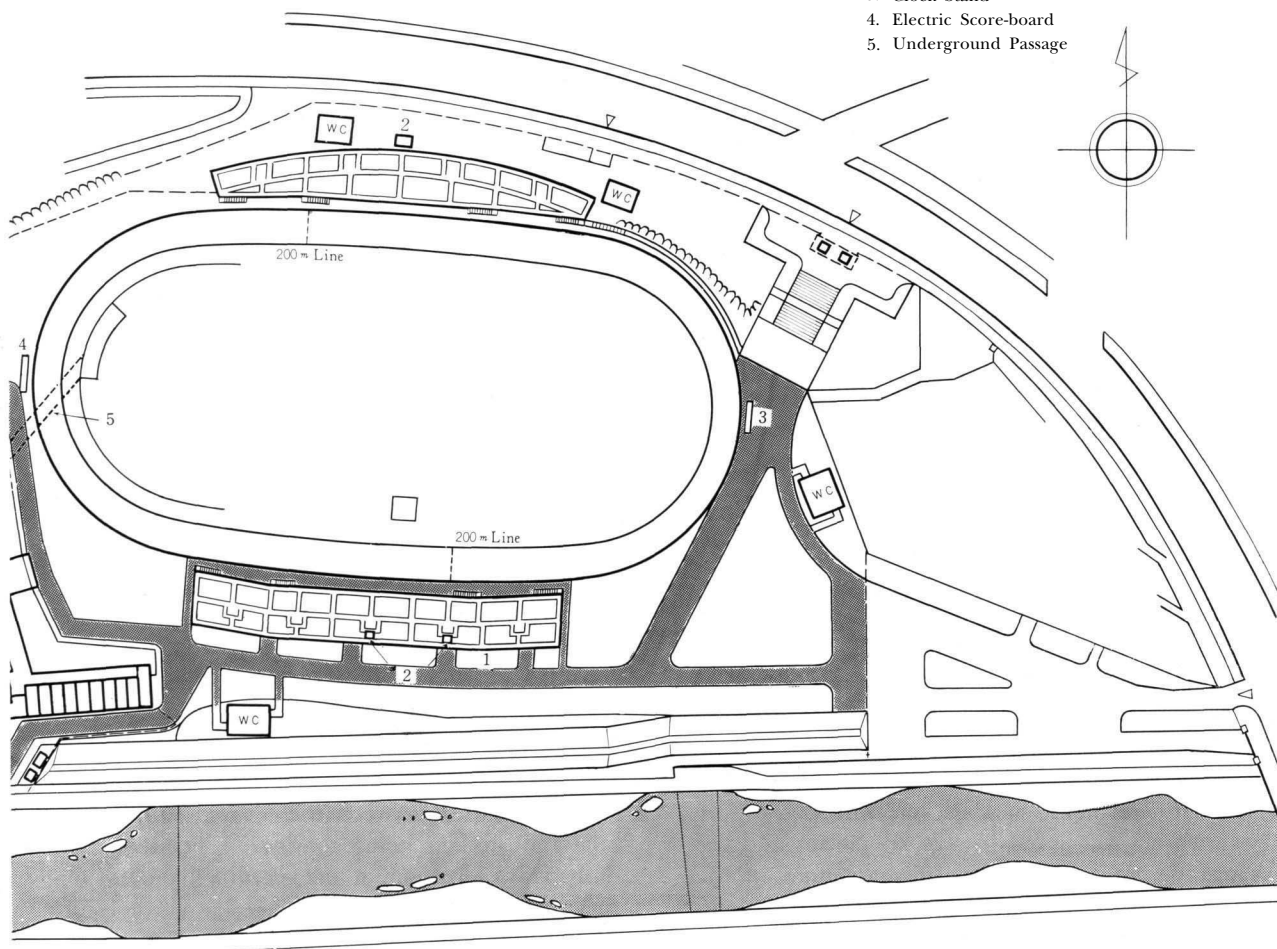 4. Electric Score-board
5. Underground Passage
WC
2
WC
200 m Line
4
5
3
WC
200 m Line
1
2
WC